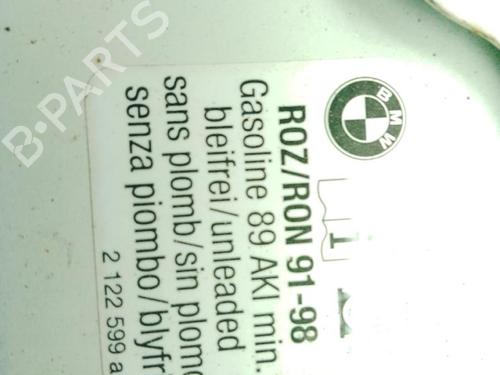 BMW
ROZ/RON 91-98
Gasoline 89 AKI min.
bleifrei/unleaded
sans plomb/sin plomo
senza piombo/blyfri
2 122 599 a
B-PARTS